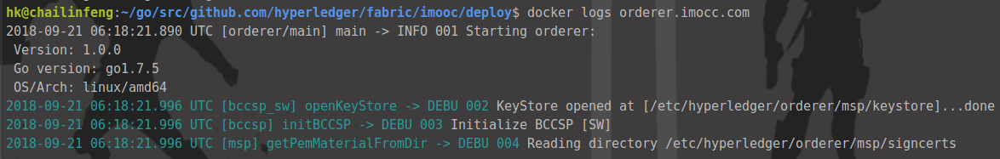 hk@chailinfeng:~/go/src/github.com/hyperledger/fabric/imooc/deploy$ docker logs orderer.imocc.com
2018-09-21 06:18:21.890 UTC [orderer/main] main -> INFO 001 Starting orderer:
 Version: 1.0.0
 Go version: go1.7.5
 OS/Arch: linux/amd64
2018-09-21 06:18:21.996 UTC [bccsp_sw] openKeyStore -> DEBU 002 KeyStore opened at [/etc/hyperledger/orderer/msp/keystore]...done
2018-09-21 06:18:21.996 UTC [bccsp] initBCCSP -> DEBU 003 Initialize BCCSP [SW]
2018-09-21 06:18:21.996 UTC [msp] getPemMaterialFromDir -> DEBU 004 Reading directory /etc/hyperledger/orderer/msp/signcerts